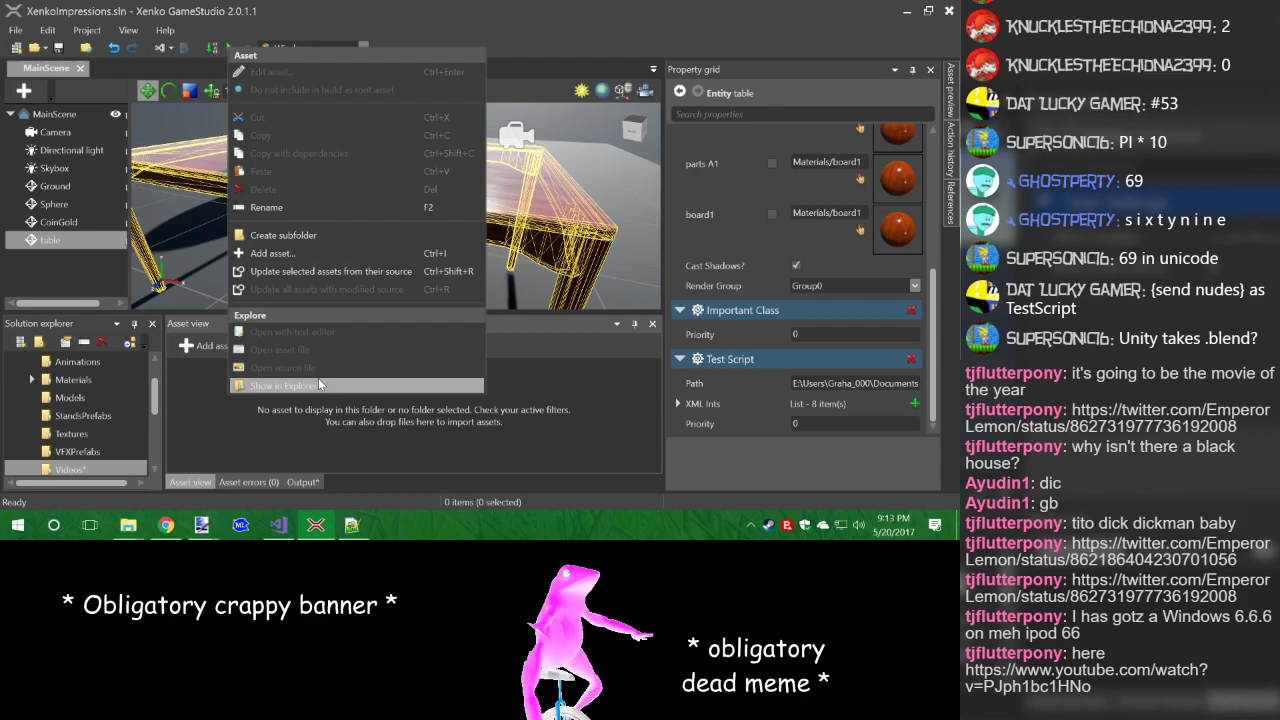 XenkoImpressions.sln - Xenko GameStudio 2.0.1.1
File Edit Project View Help
MainScene
MainScene
Camera
Directional light
Skybox
Ground
Sphere
CoinGold
table
Asset
Edit asset... Ctrl+Enter
Do not include in build as root asset
Cut Ctrl+X
Copy Ctrl+C
Copy with dependencies Ctrl+Shift+C
Paste Ctrl+V
Delete Del
Rename F2
Create subfolder
Add asset... Ctrl+I
Update selected assets from their source Ctrl+Shift+R
Update all assets with modified source Ctrl+R
Explore
Open with text editor
Open asset file
Open source file
Show in Explorer
Solution explorer
Animations
Materials
Models
StandsPrefabs
Textures
VFXPrefabs
Videos*
Asset view
Add ass
No asset to display in this folder or no folder selected. Check your active filters.
You can also drop files here to import assets.
Asset view Asset errors (0) Output*
Ready
0 items (0 selected)
Property grid
Entity table
Search properties
parts A1 Materials/board1
board1 Materials/board1
Cast Shadows?
Render Group Group0
Important Class
Priority 0
Test Script
Path E:\Users\Graha_000\Documents
XML Ints List - 8 item(s)
Priority 0
Asset preview
Action history
References
9:13 PM
5/20/2017
* Obligatory crappy banner *
* obligatory
dead meme *
KNUCKLESTHEECHIDNA2399: 2
KNUCKLESTHEECHIDNA2399: 0
DAT LUCKY GAMER: #53
SUPERSONIC16: PI * 10
GHOSTPERTY: 69
GHOSTPERTY: s i x t y n i n e
SUPERSONIC16: 69 in unicode
DAT LUCKY GAMER: {send nudes} as
TestScript
SUPERSONIC16: Unity takes .blend?
tjflutterpony: it's going to be the movie of
the year
tjflutterpony: https://twitter.com/Emperor
Lemon/status/862731977736192008
tjflutterpony: why isn't there a black
house?
Ayudin1: dic
Ayudin1: gb
tjflutterpony: tito dick dickman baby
tjflutterpony: https://twitter.com/Emperor
Lemon/status/862186404230701056
tjflutterpony: https://twitter.com/Emperor
Lemon/status/862731977736192008
tjflutterpony: I has gotz a Windows 6.6.6
on meh ipod 66
tjflutterpony: here
https://www.youtube.com/watch?
v=PJph1bc1HNo